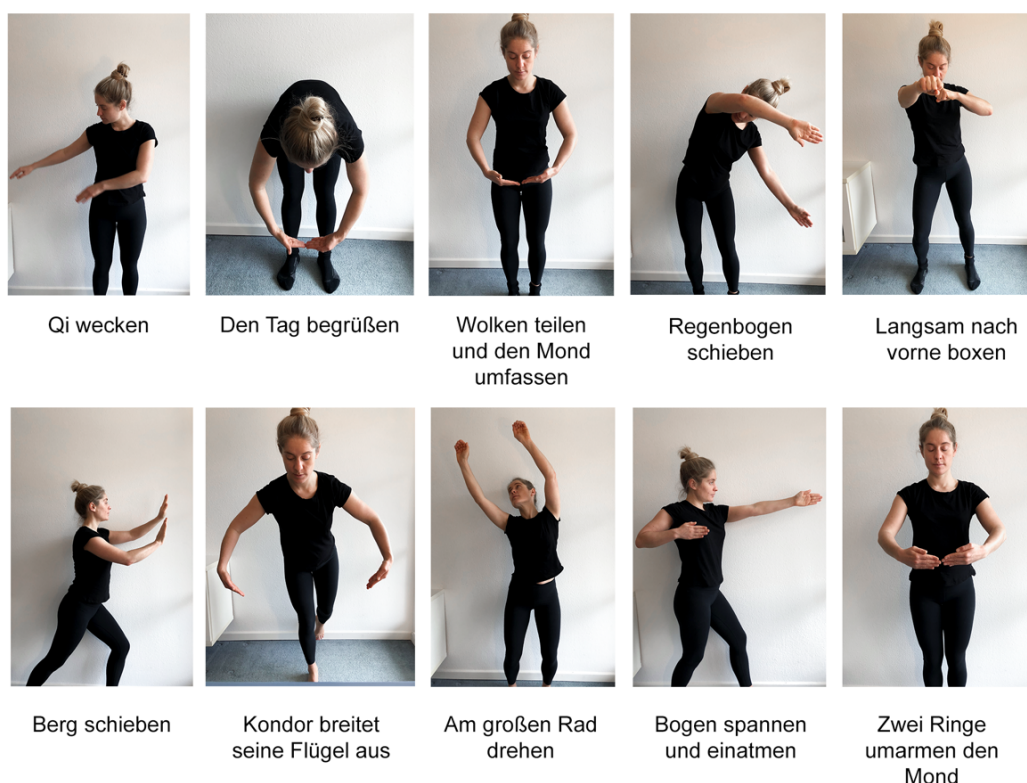 Qi wecken
Den Tag begrüßen
Wolken teilen
und den Mond
umfassen
Regenbogen
schieben
Langsam nach
vorne boxen
Berg schieben
Kondor breitet
seine Flügel aus
Am großen Rad
drehen
Bogen spannen
und einatmen
Zwei Ringe
umarmen den
Mond